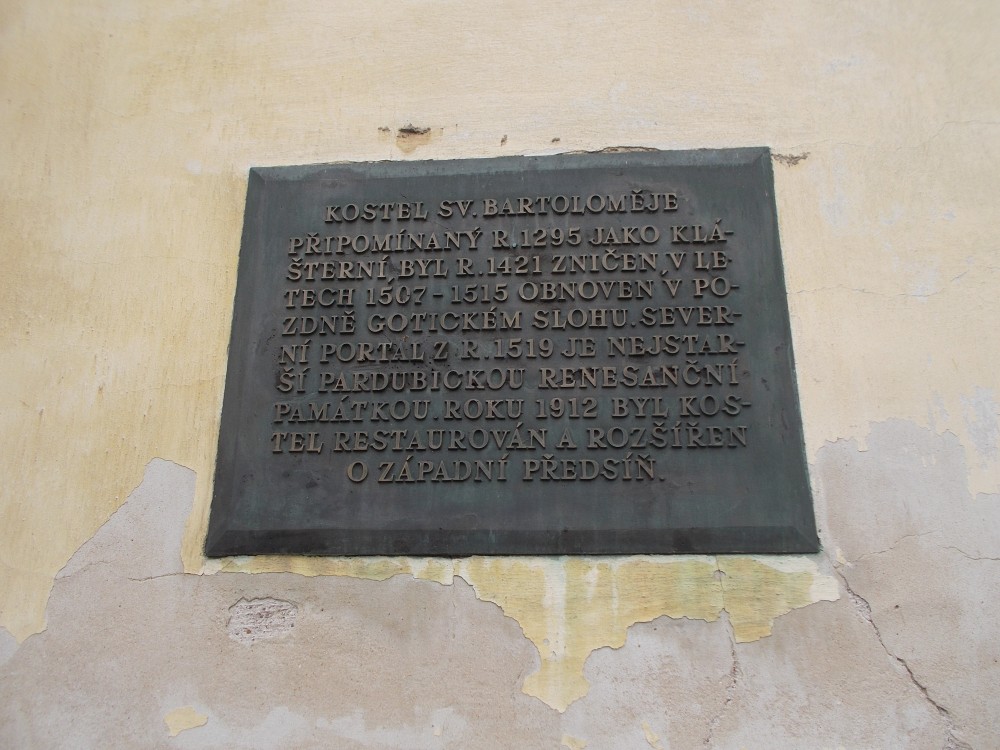 KOSTEL SV. BARTOLOMĚJE
PŘIPOMÍNANÝ R. 1295 JAKO KLÁ-
ŠTERNÍ, BYL R. 1421 ZNIČEN, V LE-
TECH 1507 - 1515 OBNOVEN V PO-
ZDNĚ GOTICKÉM SLOHU. SEVER-
NÍ PORTÁL Z R. 1519 JE NEJSTAR-
ŠÍ PARDUBICKOU RENESANČNÍ
PAMÁTKOU. ROKU 1912 BYL KOS-
TEL RESTAUROVÁN A ROZŠÍŘEN
O ZÁPADNÍ PŘEDSÍŇ.